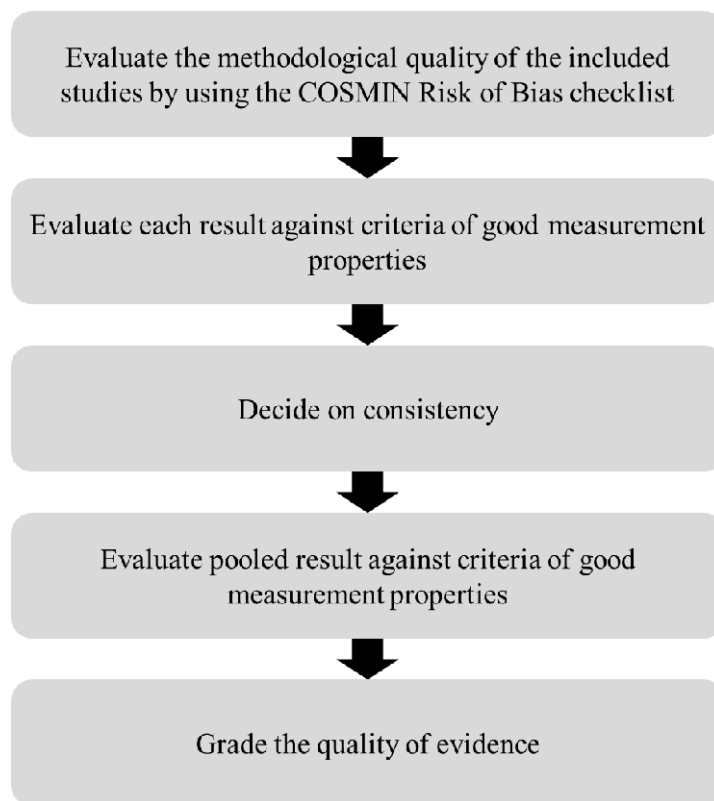 Evaluate the methodological quality of the included
studies by using the COSMIN Risk of Bias checklist
Evaluate each result against criteria of good measurement
properties
Decide on consistency
Evaluate pooled result against criteria of good
measurement properties
Grade the quality of evidence